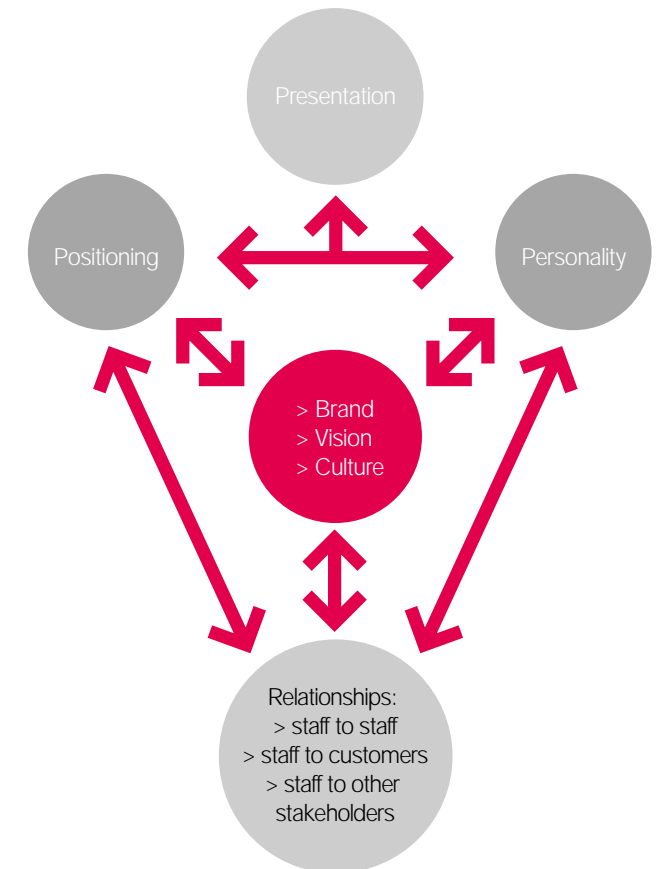 Presentation
Positioning
Personality
> Brand
> Vision
> Culture
Relationships:
> staff to staff
> staff to customers
> staff to other
stakeholders